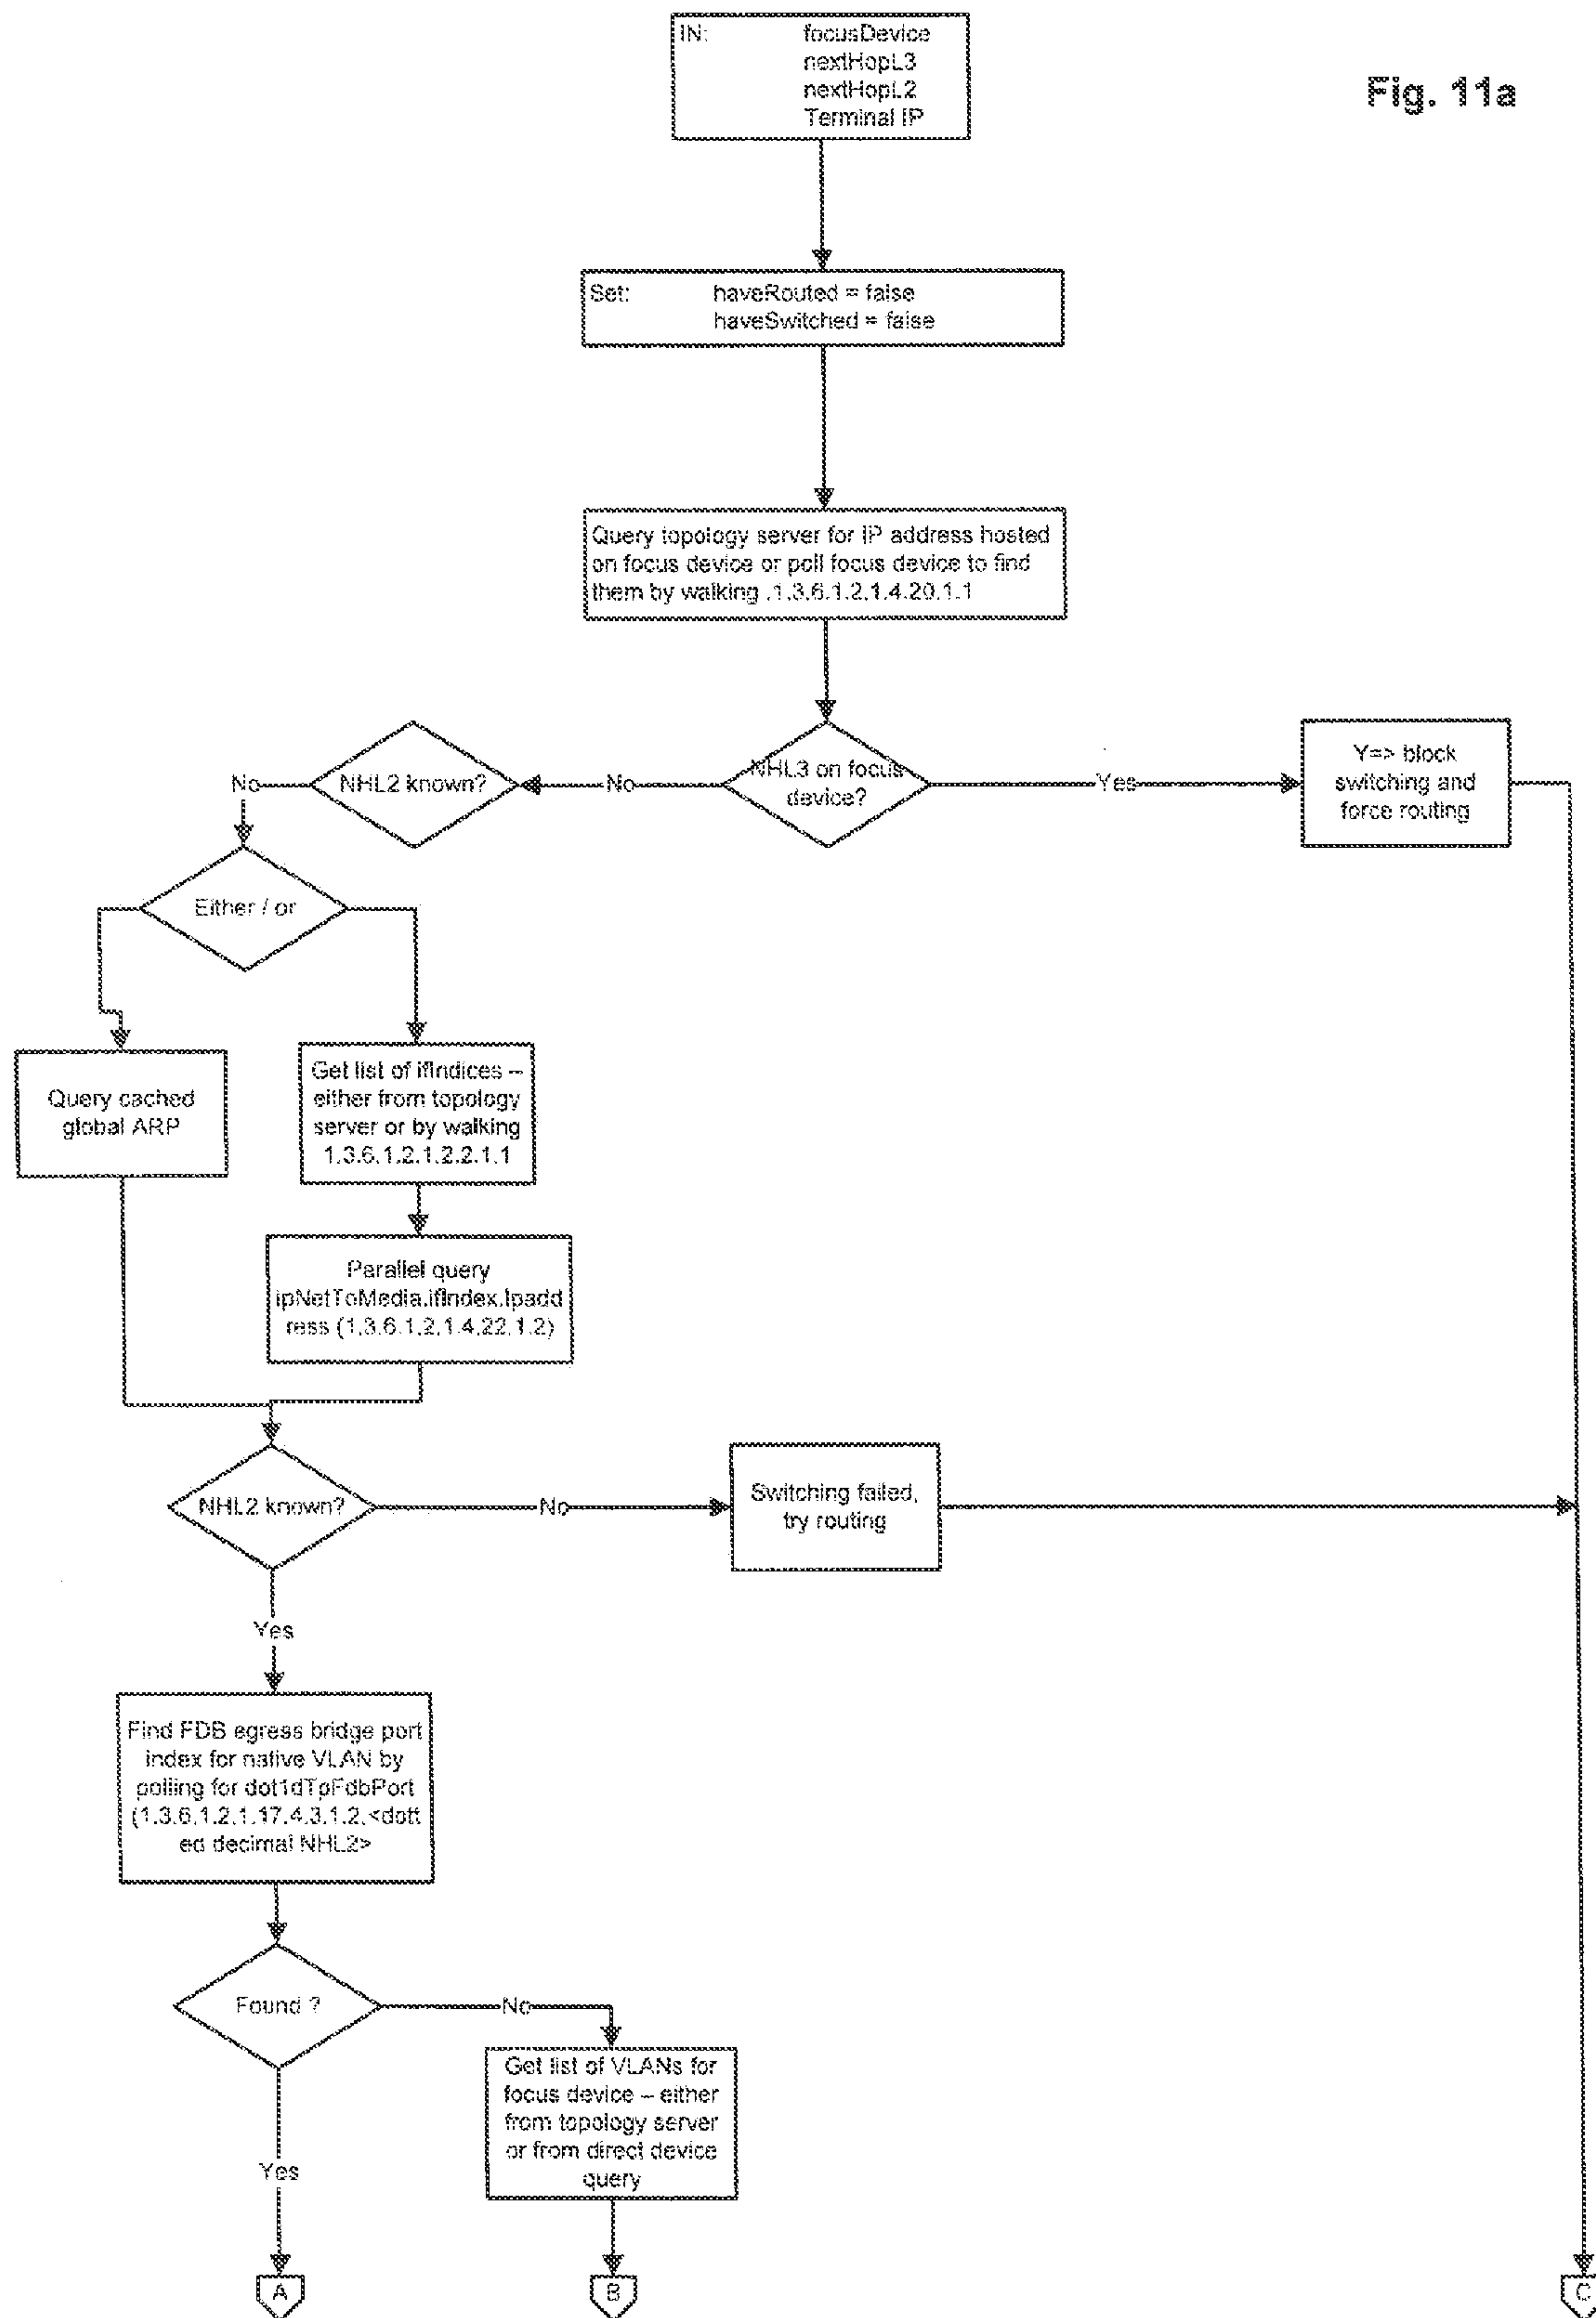 Fig. 11a
IN: focusDevice
nextHopL3
nextHopL2
Terminal IP
Set: haveRouted = false
haveSwitched = false
Query topology server for IP address hosted
on focus device or poll focus device to find
them by walking .1.3.6.1.2.1.4.20.1.1
NHL3 on focus
device?
Yes
Y=> block
switching and
force routing
No
NHL2 known?
No
Either / or
Query cached
global ARP
Get list of ifIndices –
either from topology
server or by walking
1.3.6.1.2.1.2.2.1.1
Parallel query
ipNetToMedia.ifIndex.Ipadd
ress (1.3.6.1.2.1.4.22.1.2)
NHL2 known?
No
Switching failed,
try routing
Yes
Find FDB egress bridge port
index for native VLAN by
polling for dot1dTpFdbPort
(1.3.6.1.2.1.17.4.3.1.2.<dott
ed decimal NHL2>
Found ?
No
Get list of VLANs for
focus device – either
from topology server
or from direct device
query
Yes
A
B
C